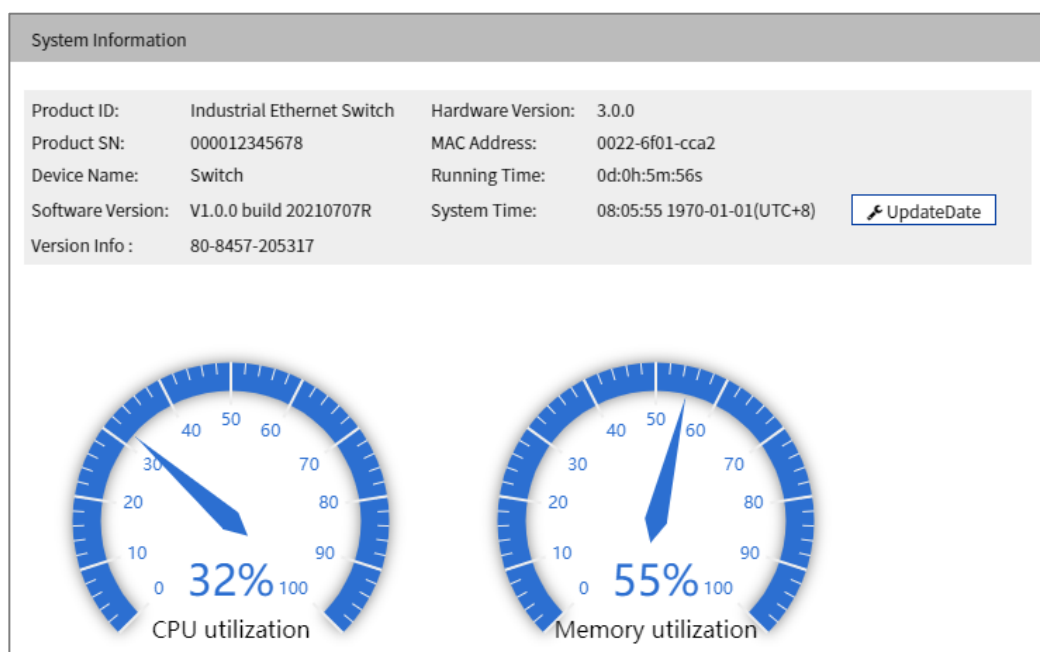 System Information
Product ID: Industrial Ethernet Switch Hardware Version: 3.0.0
Product SN: 000012345678 MAC Address: 0022-6f01-cca2
Device Name: Switch Running Time: 0d:0h:5m:56s
Software Version: V1.0.0 build 20210707R System Time: 08:05:55 1970-01-01(UTC+8) UpdateDate
Version Info : 80-8457-205317
0 10 20 30 40 50 60 70 80 90 100
32%
CPU utilization
0 10 20 30 40 50 60 70 80 90 100
55%
Memory utilization